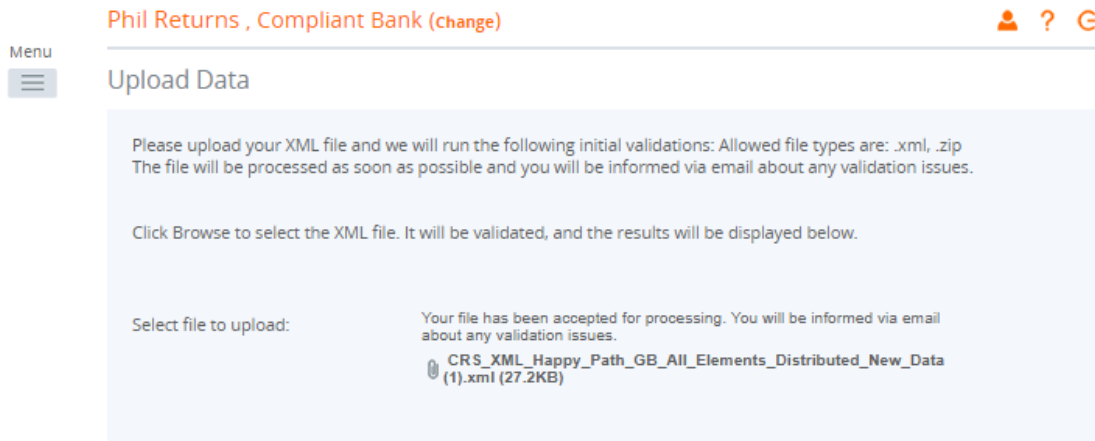 Phil Returns , Compliant Bank (Change)
?
Menu
Upload Data
Please upload your XML file and we will run the following initial validations: Allowed file types are: .xml, .zip
The file will be processed as soon as possible and you will be informed via email about any validation issues.
Click Browse to select the XML file. It will be validated, and the results will be displayed below.
Select file to upload:
Your file has been accepted for processing. You will be informed via email
about any validation issues.
CRS_XML_Happy_Path_GB_All_Elements_Distributed_New_Data
(1).xml (27.2KB)